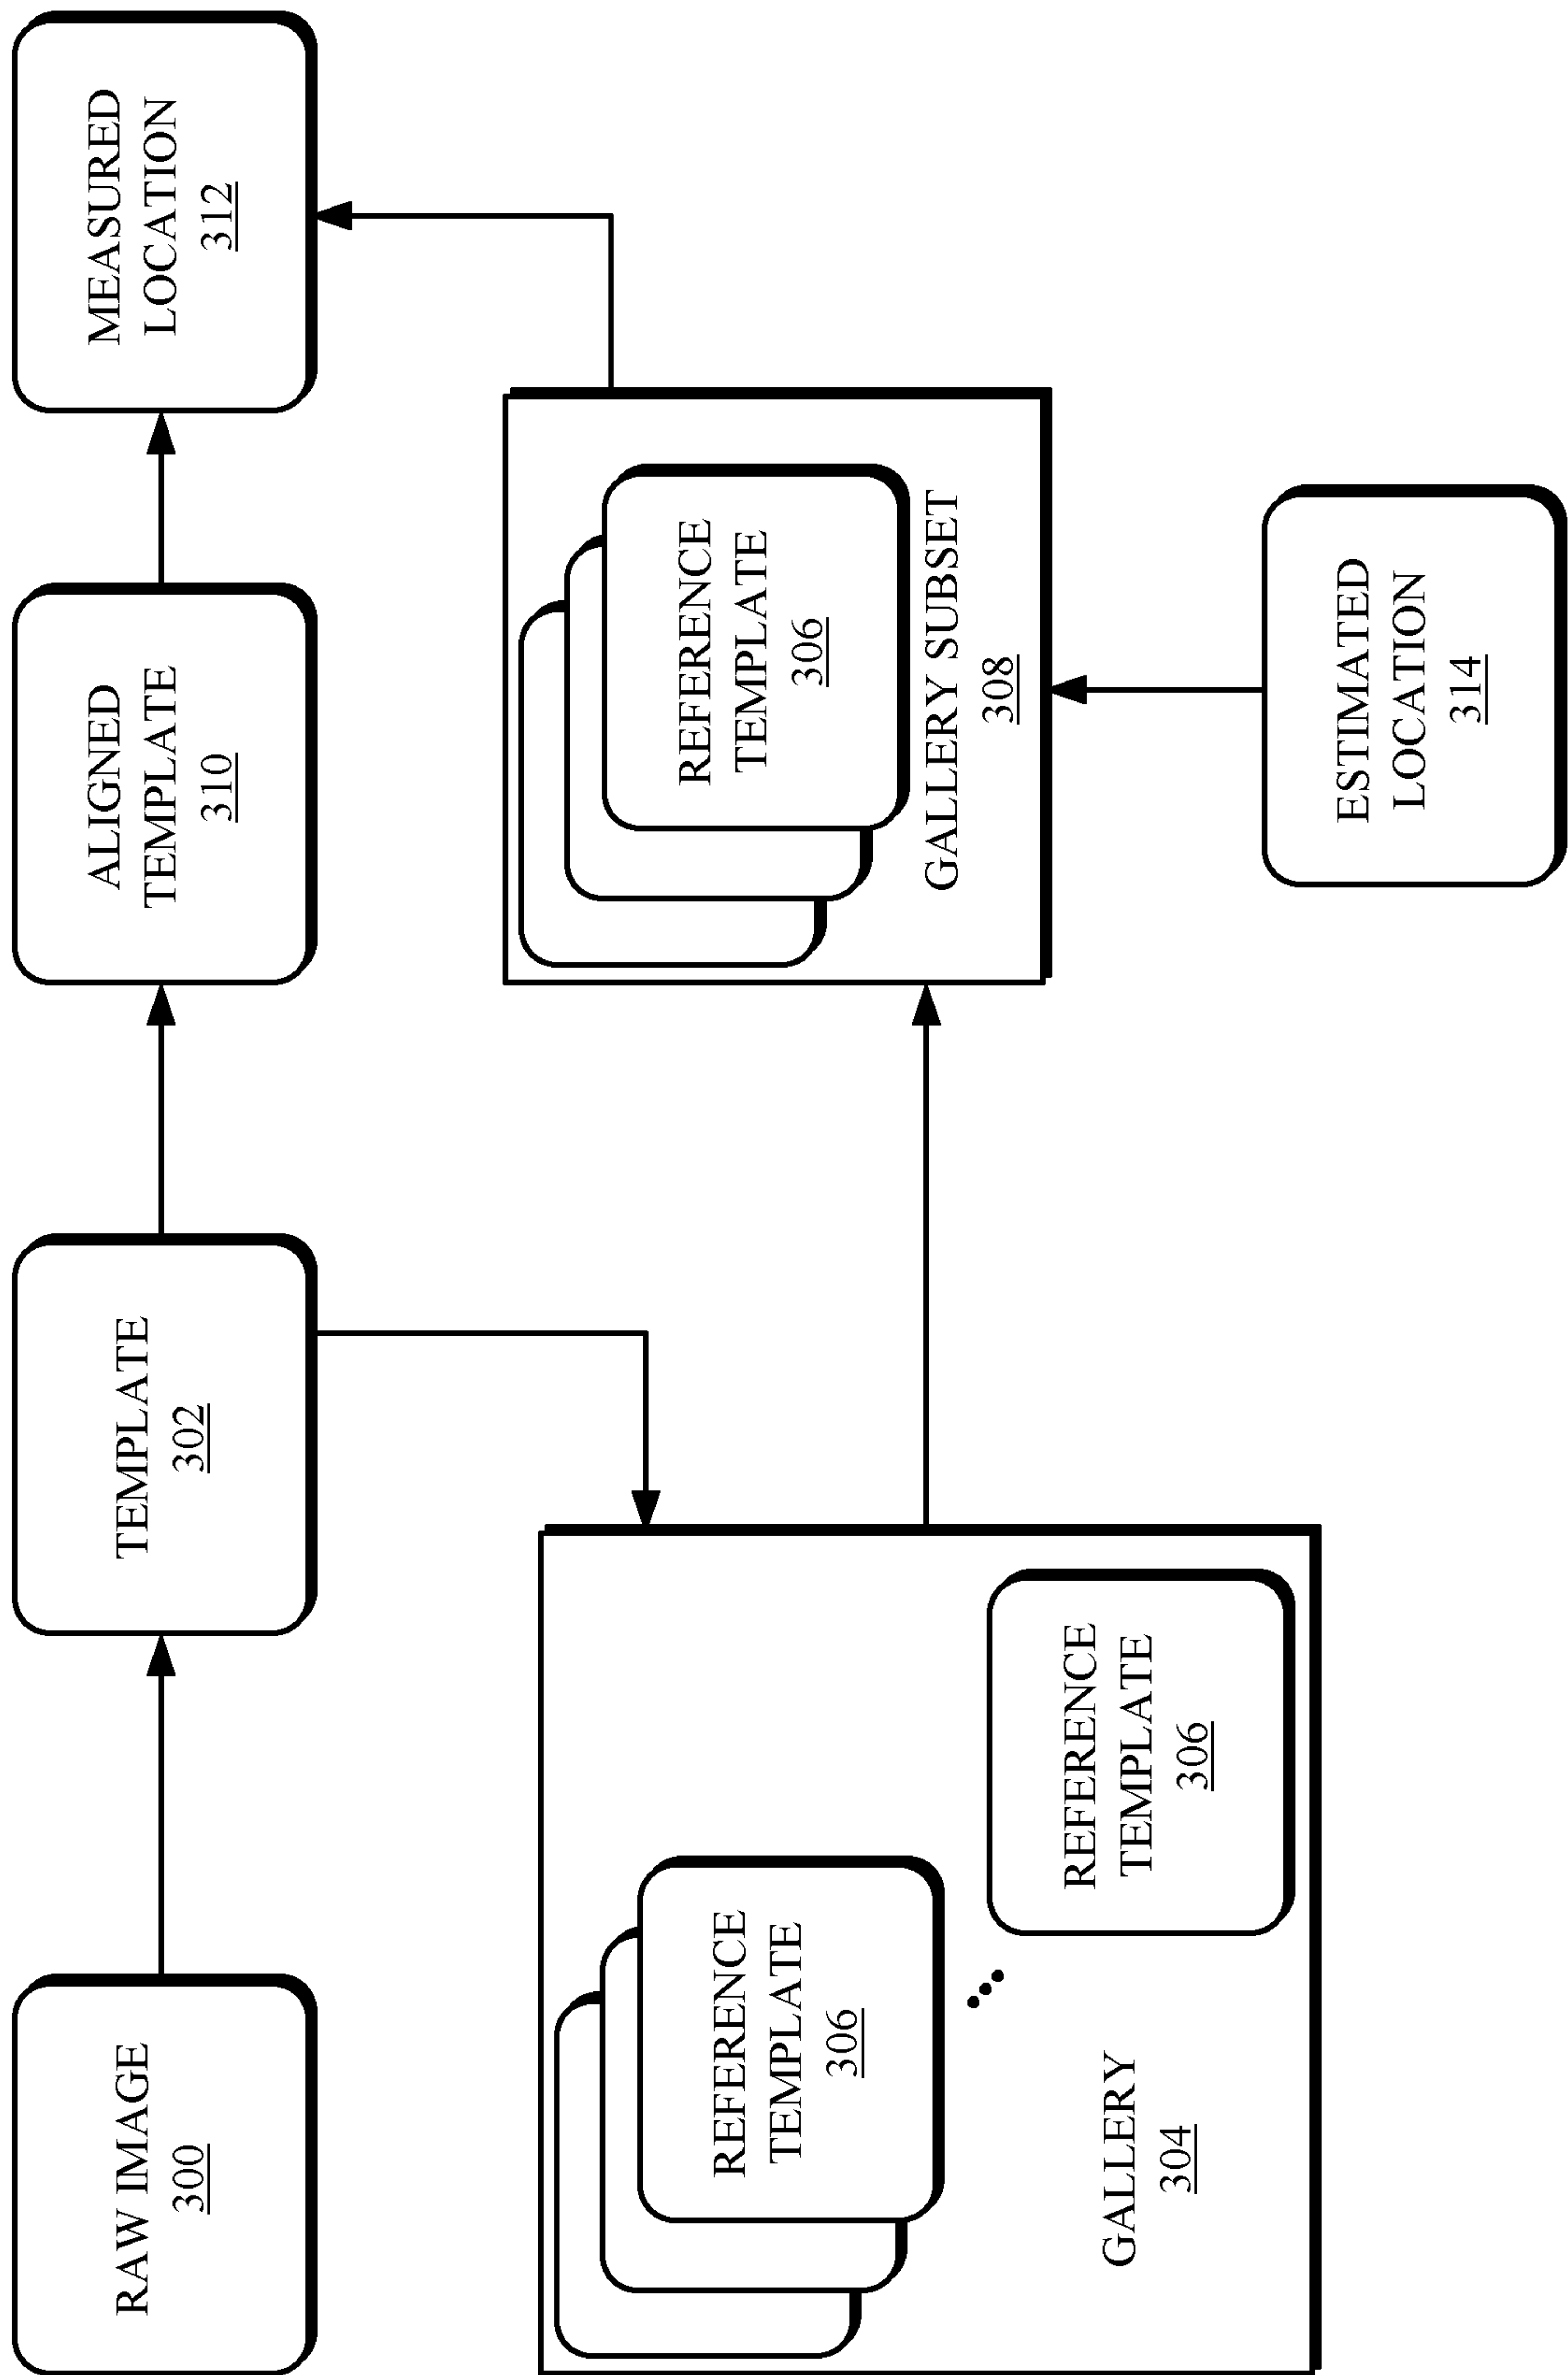 RAW IMAGE
300
TEMPLATE
302
ALIGNED
TEMPLATE
310
MEASURED
LOCATION
312
REFERENCE
TEMPLATE
306
REFERENCE
TEMPLATE
306
GALLERY
304
REFERENCE
TEMPLATE
306
GALLERY SUBSET
308
ESTIMATED
LOCATION
314